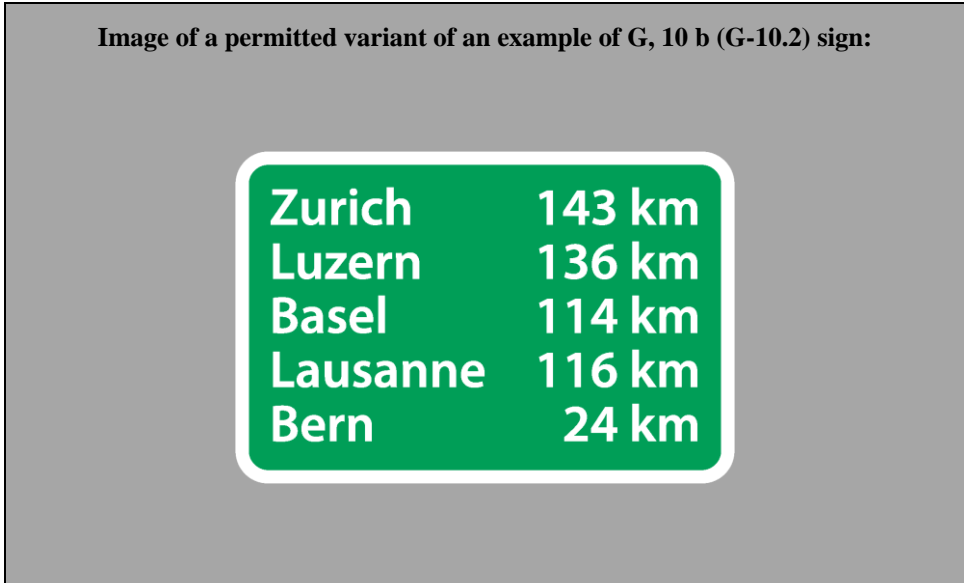 Image of a permitted variant of an example of G, 10 b (G-10.2) sign:
Zurich 143 km
Luzern 136 km
Basel 114 km
Lausanne 116 km
Bern 24 km